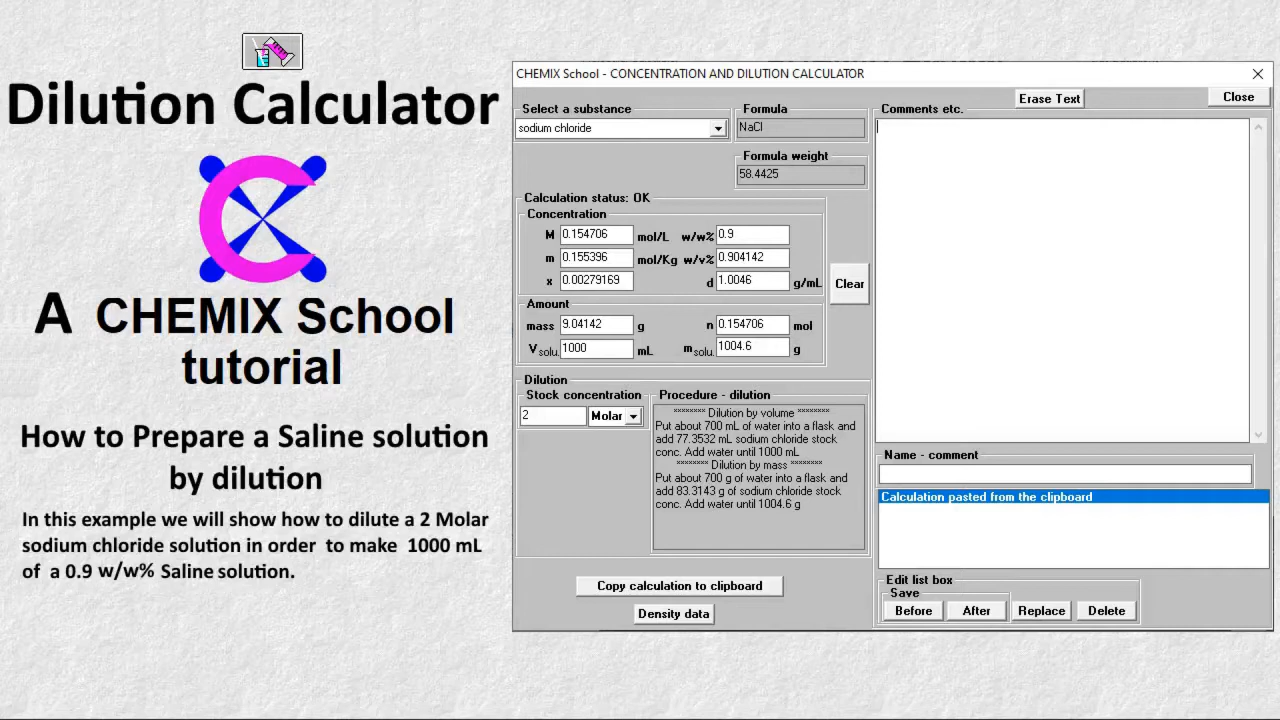 Dilution Calculator
A CHEMIX School
tutorial
How to Prepare a Saline solution
by dilution
In this example we will show how to dilute a 2 Molar
sodium chloride solution in order to make 1000 mL
of a 0.9 w/w% Saline solution.
CHEMIX School - CONCENTRATION AND DILUTION CALCULATOR
Erase Text
Close
Select a substance
Formula
Comments etc.
sodium chloride
NaCl
Formula weight
58.4425
Calculation status: OK
Concentration
M 0.154706 mol/L w/w% 0.9
m 0.155396 mol/Kg w/v% 0.904142
x 0.00279169 d 1.0046 g/mL
Clear
Amount
mass 9.04142 g n 0.154706 mol
V solu. 1000 mL m solu. 1004.6 g
Dilution
Stock concentration
2 Molar
Procedure - dilution
******** Dilution by volume ********
Put about 700 mL of water into a flask and
add 77.3532 mL sodium chloride stock
conc. Add water until 1000 mL
******** Dilution by mass ********
Put about 700 g of water into a flask and
add 83.3143 g of sodium chloride stock
conc. Add water until 1004.6 g
Name - comment
Calculation pasted from the clipboard
Copy calculation to clipboard
Density data
Edit list box
Save
Before After Replace Delete